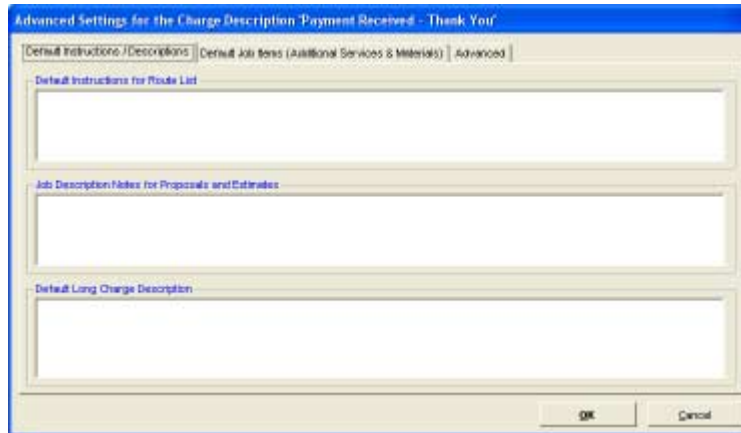 Advanced Settings for the Charge Description 'Payment Received - Thank You'
Default Instructions / Descriptions Default Job Items (Additional Services & Materials) Advanced
Default Instructions for Route List
Job Description Notes for Proposals and Estimates
Default Long Charge Description
OK Cancel